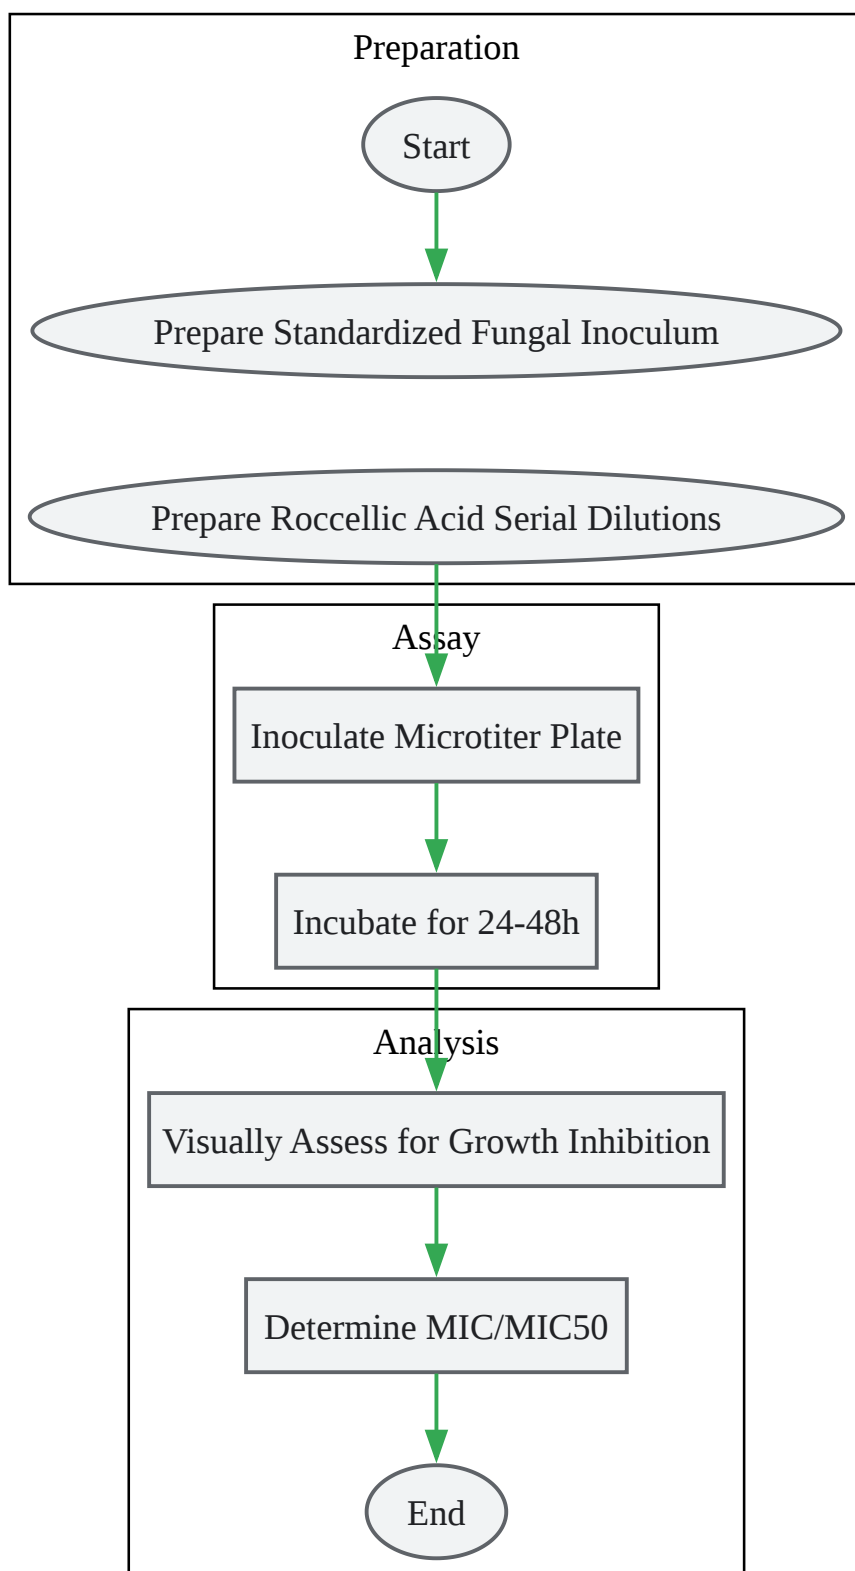 Preparation
Start
Prepare Standardized Fungal Inoculum
Prepare Roccellic Acid Serial Dilutions
Assay
Inoculate Microtiter Plate
Incubate for 24-48h
Analysis
Visually Assess for Growth Inhibition
Determine MIC/MIC50
End